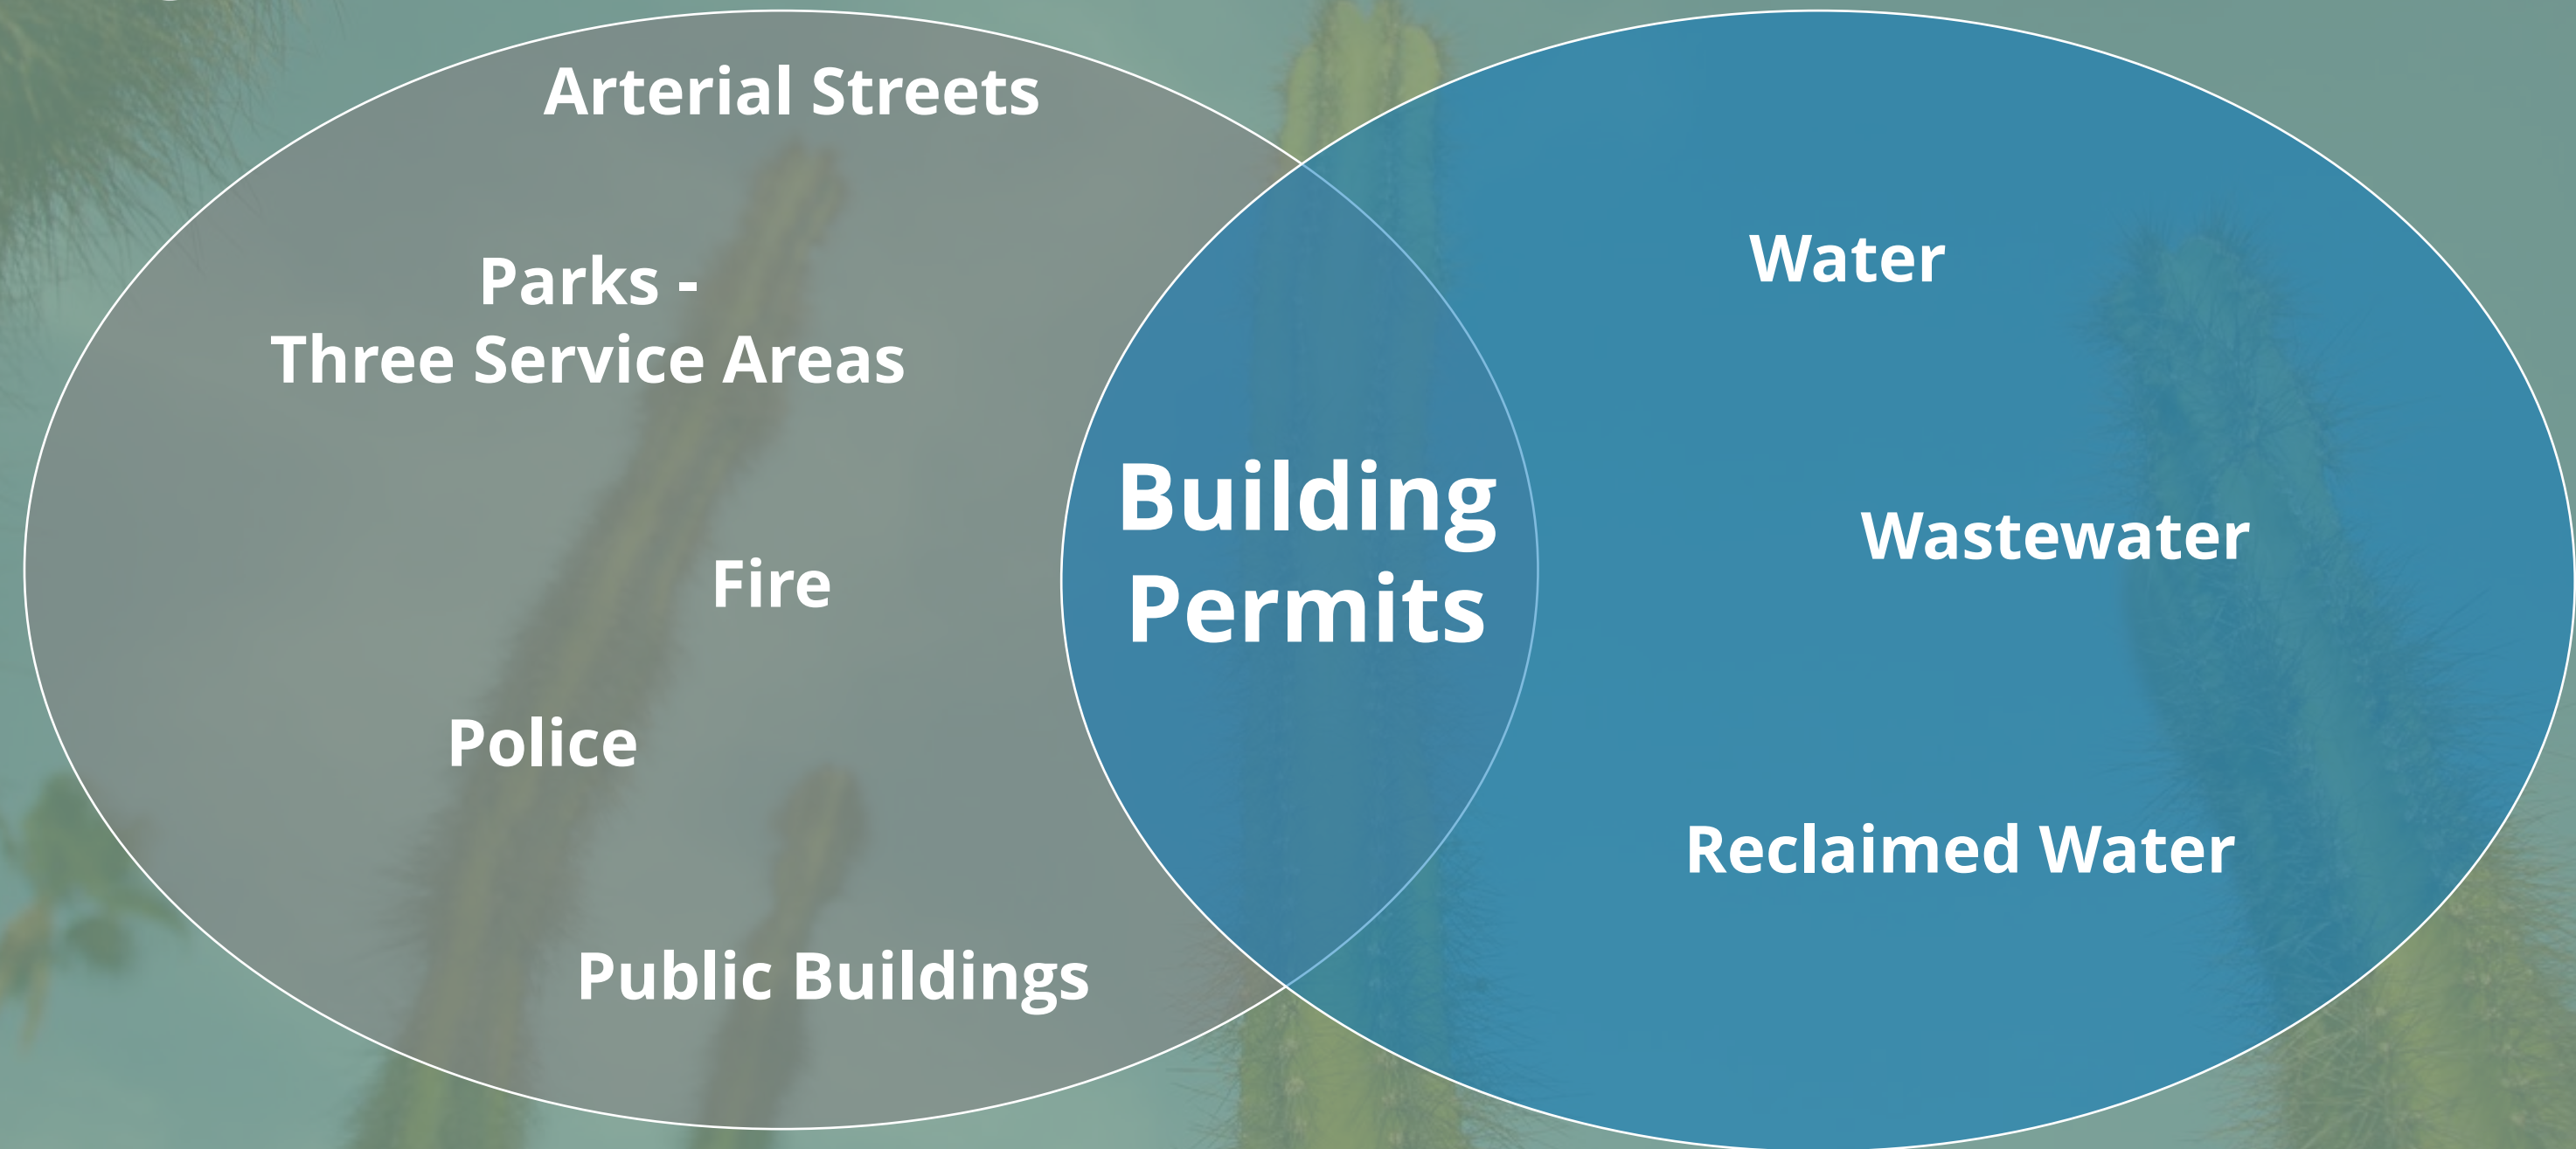 Arterial Streets
Parks -
Three Service Areas
Fire
Police
Public Buildings
Building
Permits
Water
Wastewater
Reclaimed Water